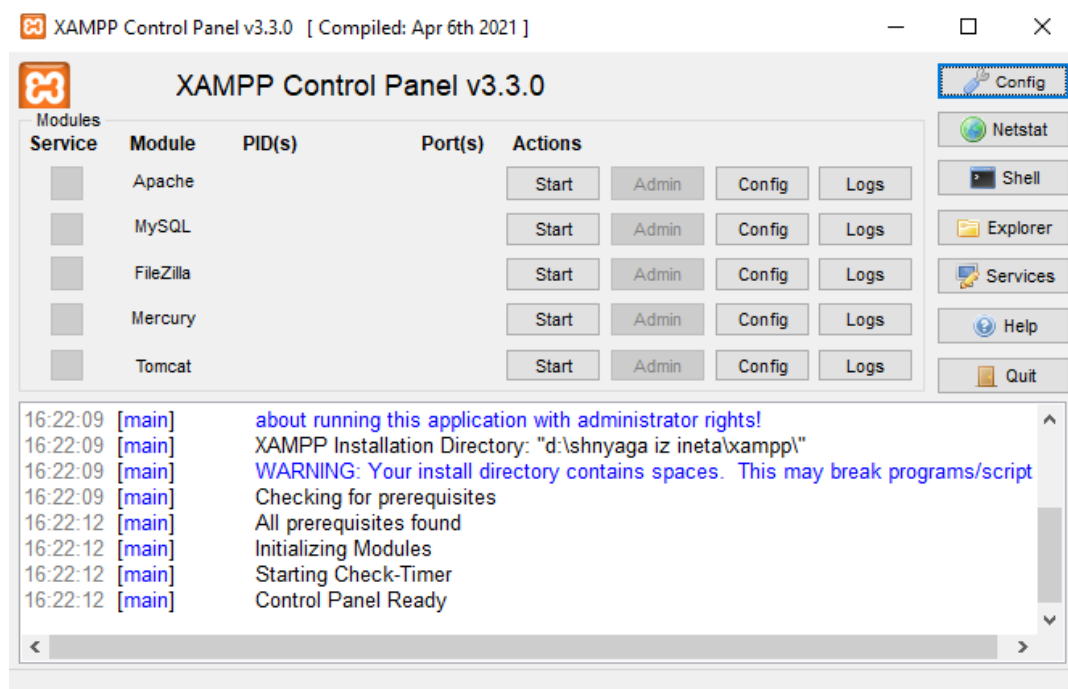 XAMPP Control Panel v3.3.0 [ Compiled: Apr 6th 2021 ]
XAMPP Control Panel v3.3.0
Config
Modules
Service Module PID(s) Port(s) Actions
Netstat
Apache Start Admin Config Logs
Shell
MySQL Start Admin Config Logs
Explorer
FileZilla Start Admin Config Logs
Services
Mercury Start Admin Config Logs
Help
Tomcat Start Admin Config Logs
Quit
16:22:09 [main] about running this application with administrator rights!
16:22:09 [main] XAMPP Installation Directory: "d:\shnyaga iz ineta\xampp\"
16:22:09 [main] WARNING: Your install directory contains spaces. This may break programs/script
16:22:09 [main] Checking for prerequisites
16:22:12 [main] All prerequisites found
16:22:12 [main] Initializing Modules
16:22:12 [main] Starting Check-Timer
16:22:12 [main] Control Panel Ready